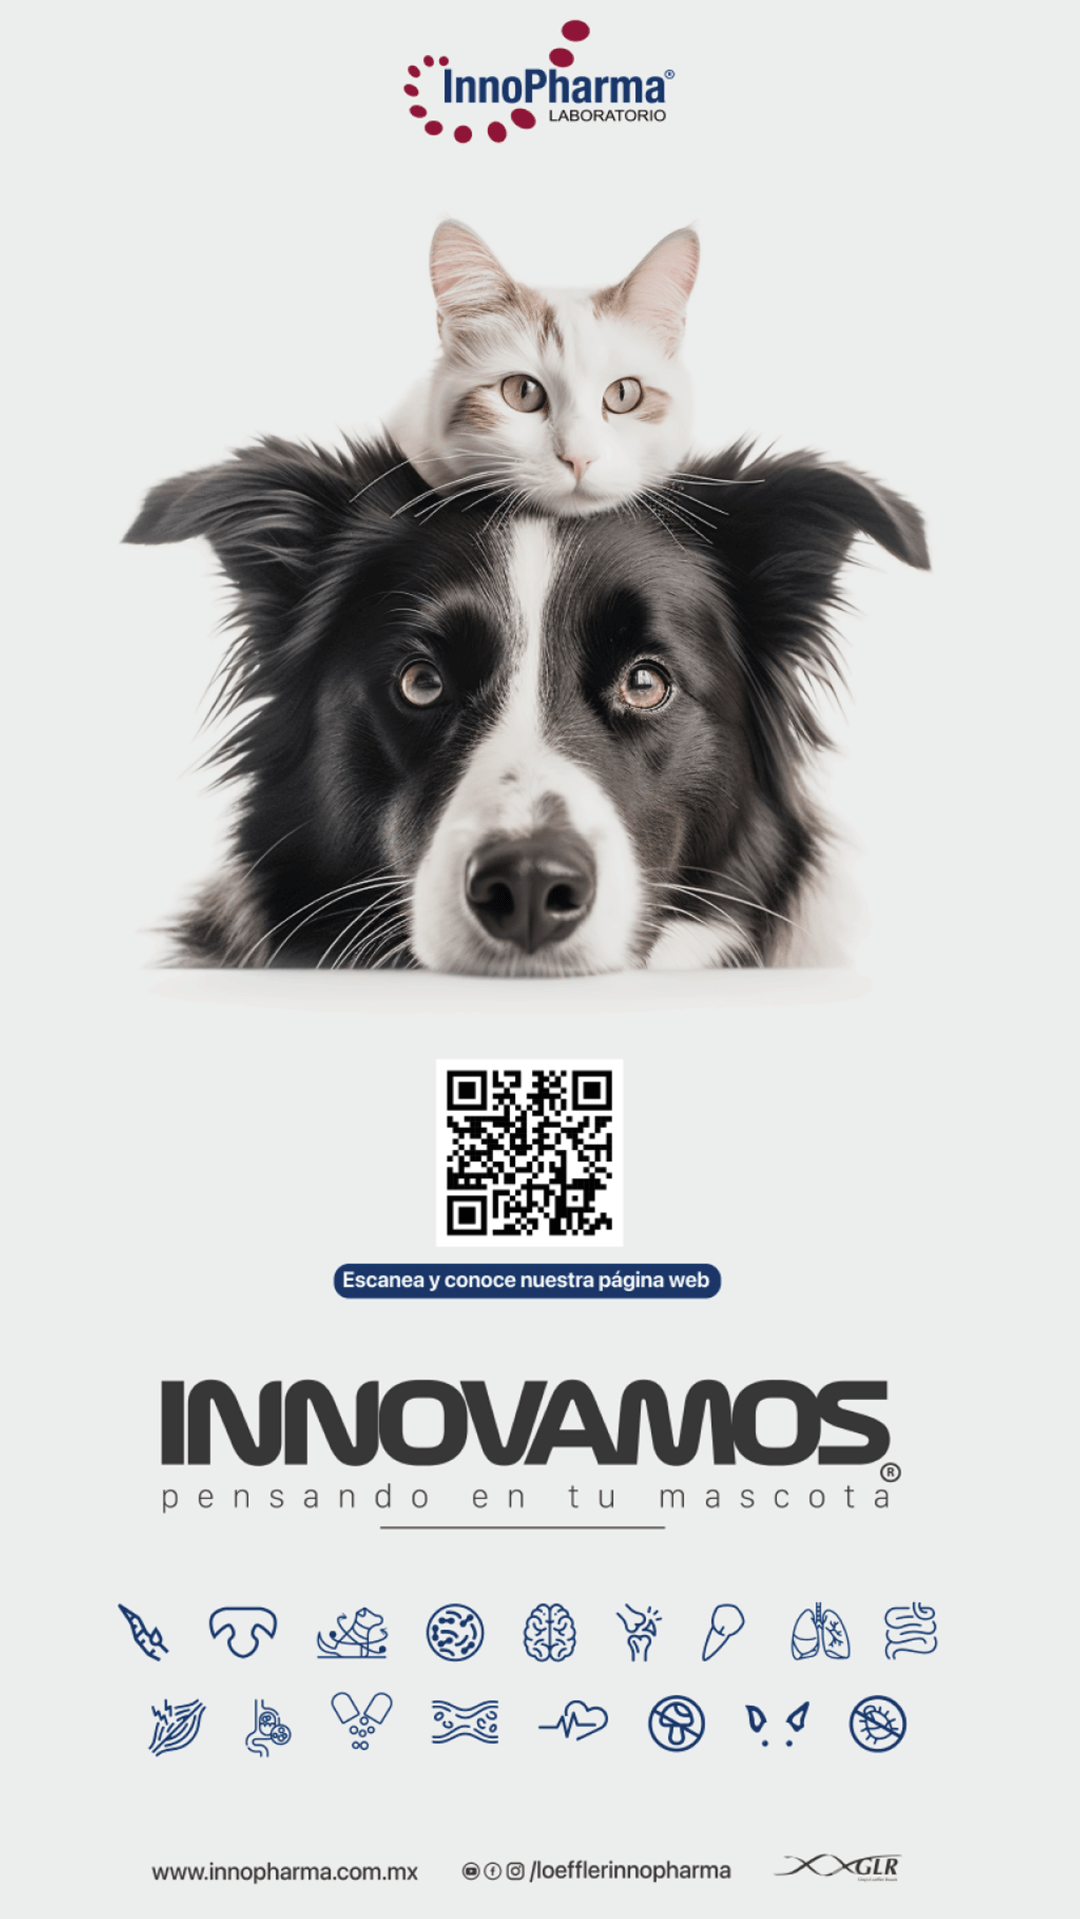 InnoPharma®
LABORATORIO
Escanea y conoce nuestra página web
INNOVAMOS®
pensando en tu mascota
www.innopharma.com.mx
/loefflerinnopharma
GLR